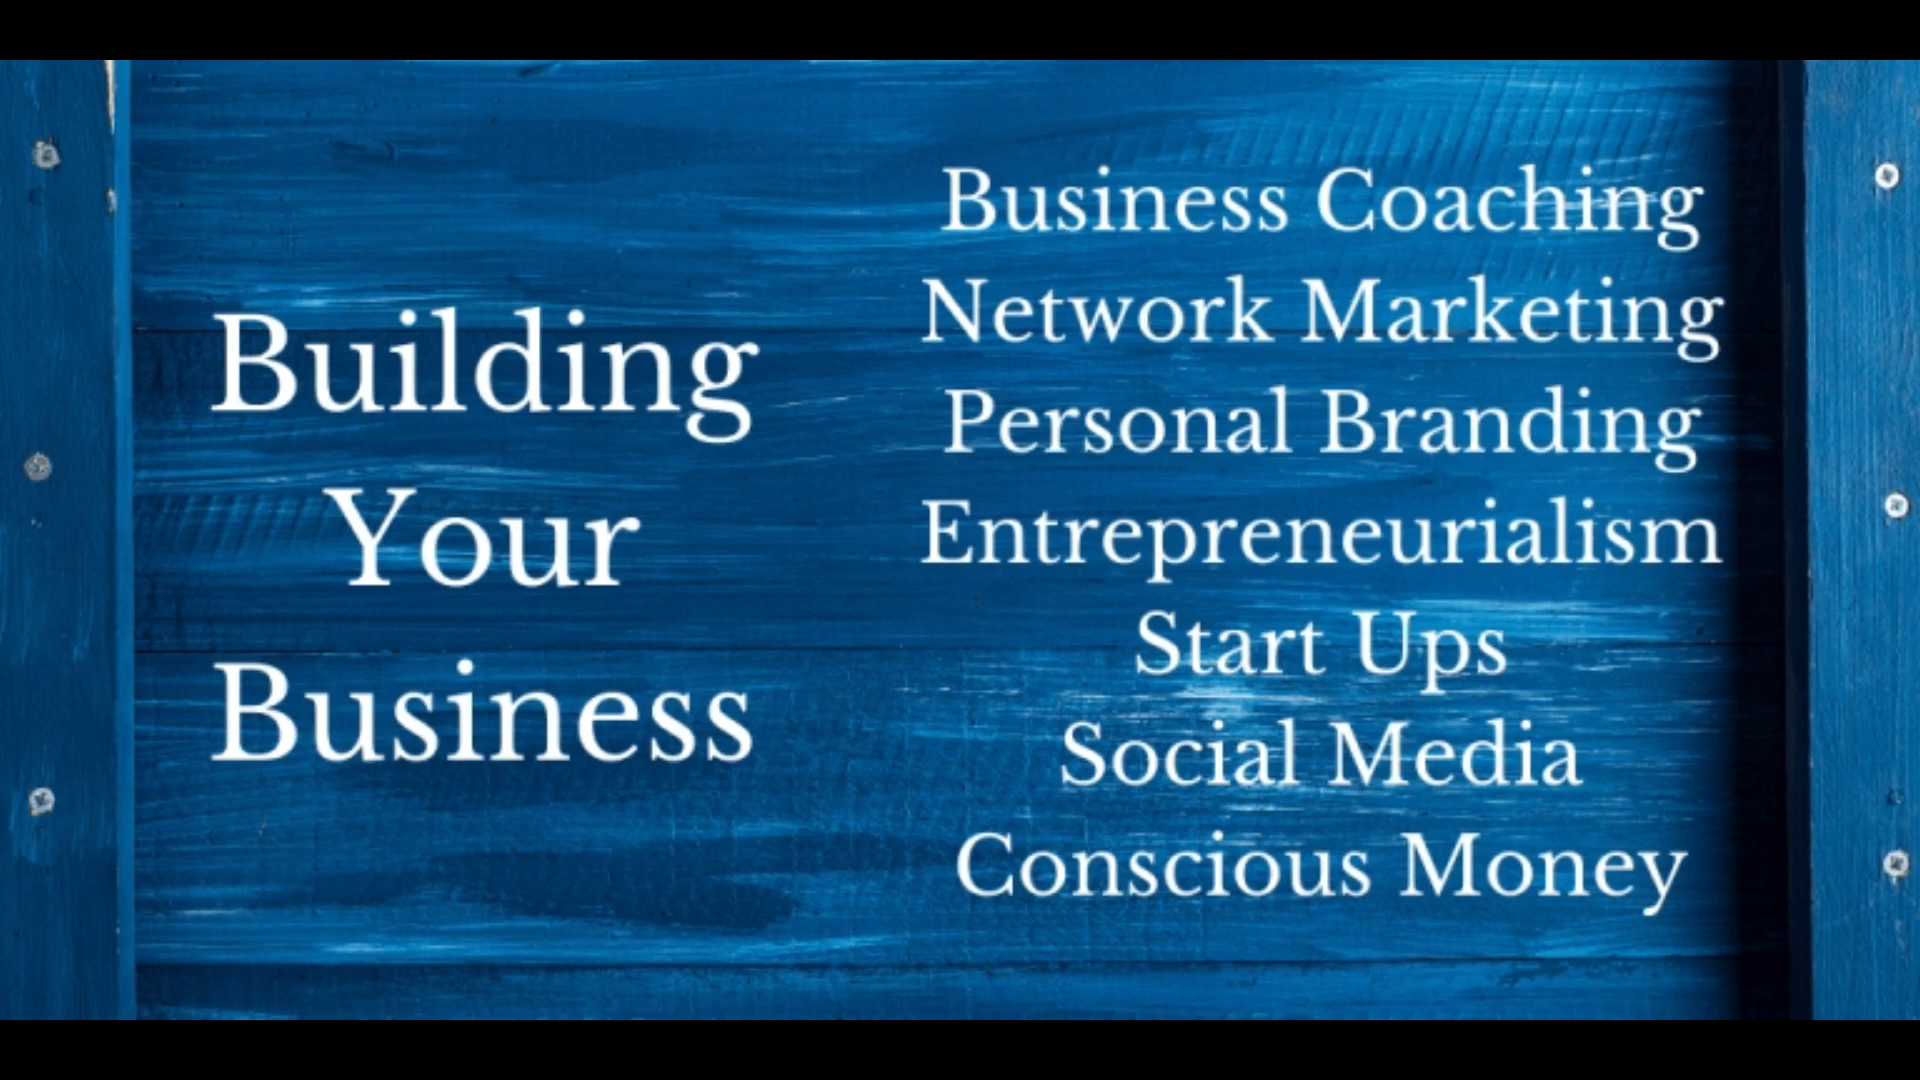 Building
Your
Business
Business Coaching
Network Marketing
Personal Branding
Entrepreneurialism
Start Ups
Social Media
Conscious Money